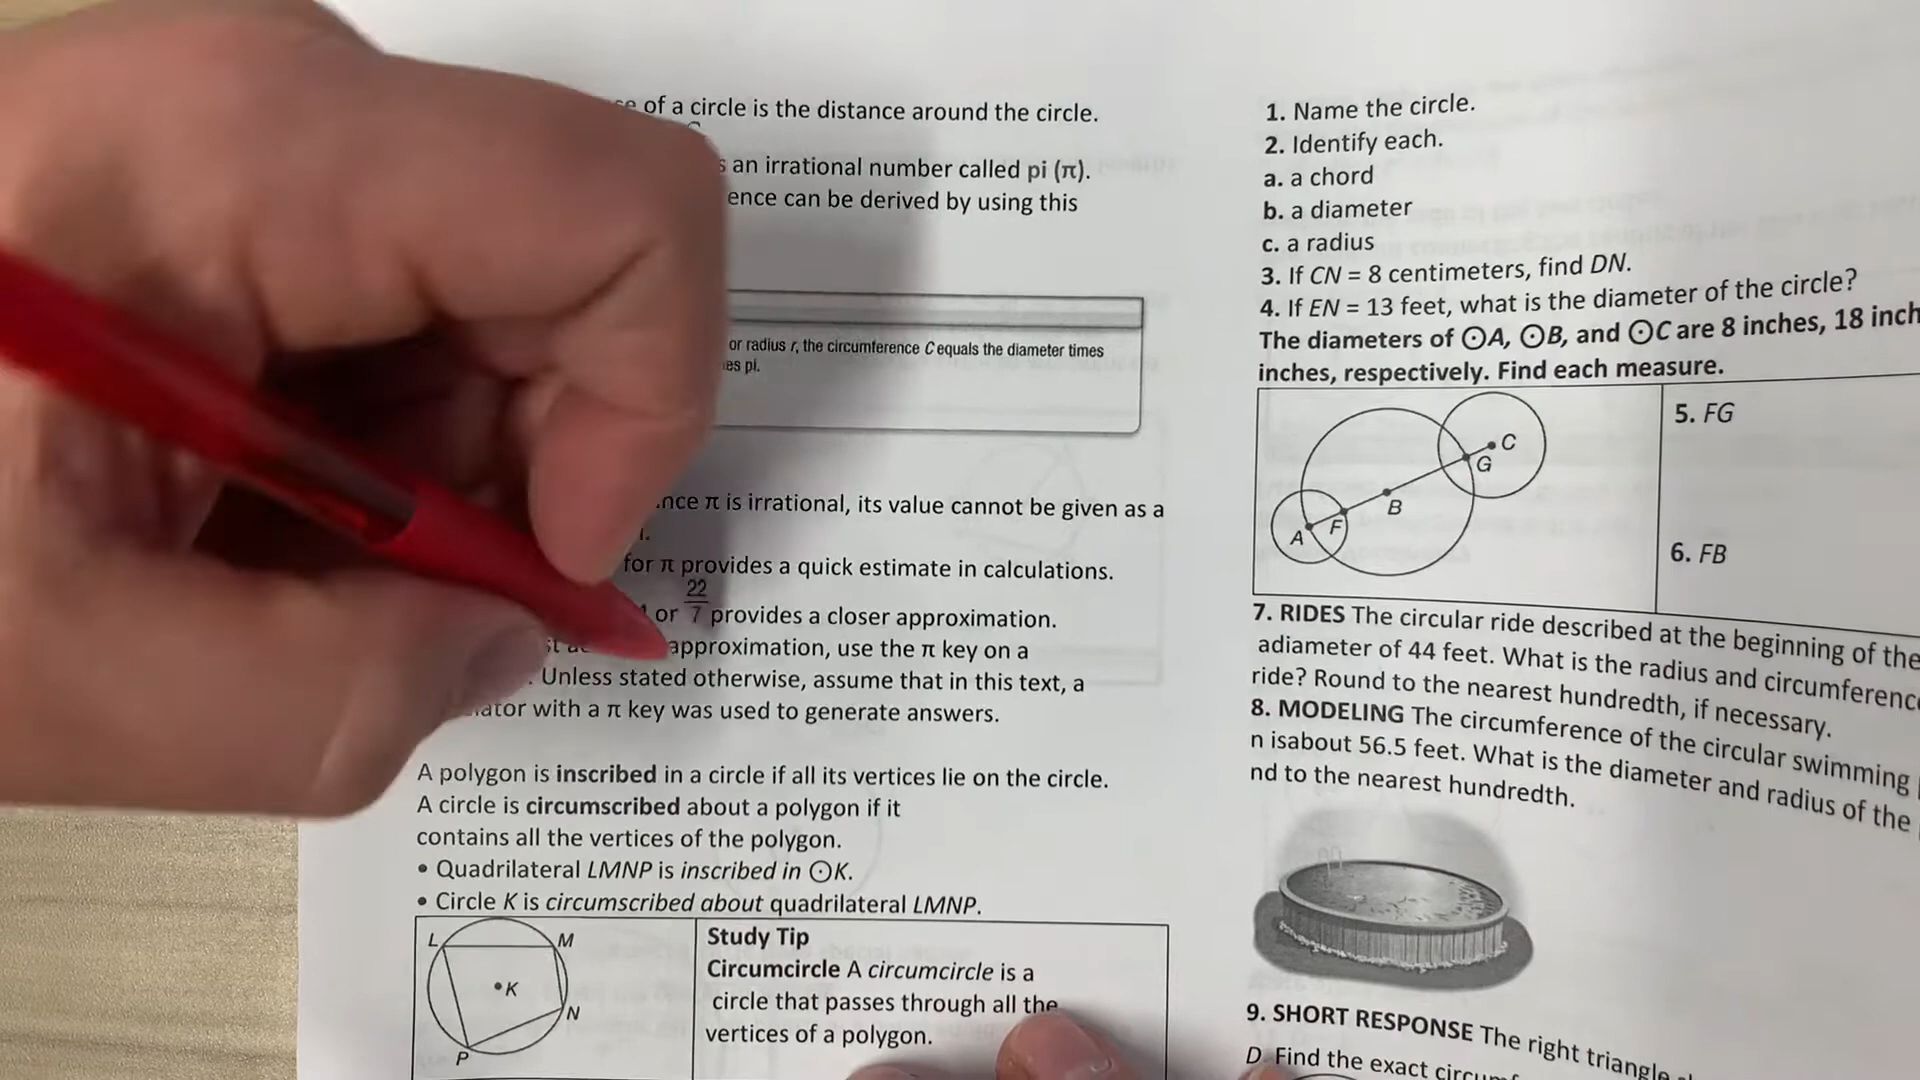 of a circle is the distance around the circle.
an irrational number called pi (π).
ence can be derived by using this
or radius r, the circumference C equals the diameter times
es pi.
nce π is irrational, its value cannot be given as a
for π provides a quick estimate in calculations.
or 22/7 provides a closer approximation.
approximation, use the π key on a
Unless stated otherwise, assume that in this text, a
ator with a π key was used to generate answers.
A polygon is inscribed in a circle if all its vertices lie on the circle.
A circle is circumscribed about a polygon if it
contains all the vertices of the polygon.
• Quadrilateral LMNP is inscribed in ⊙K.
• Circle K is circumscribed about quadrilateral LMNP.
L
M
K
N
P
Study Tip
Circumcircle A circumcircle is a
circle that passes through all the
vertices of a polygon.
1. Name the circle.
2. Identify each.
a. a chord
b. a diameter
c. a radius
3. If CN = 8 centimeters, find DN.
4. If EN = 13 feet, what is the diameter of the circle?
The diameters of ⊙A, ⊙B, and ⊙C are 8 inches, 18 inch
inches, respectively. Find each measure.
C
G
B
F
A
5. FG
6. FB
7. RIDES The circular ride described at the beginning of the
adiameter of 44 feet. What is the radius and circumference
ride? Round to the nearest hundredth, if necessary.
8. MODELING The circumference of the circular swimming
n isabout 56.5 feet. What is the diameter and radius of the
nd to the nearest hundredth.
9. SHORT RESPONSE The right triangle
D. Find the exact